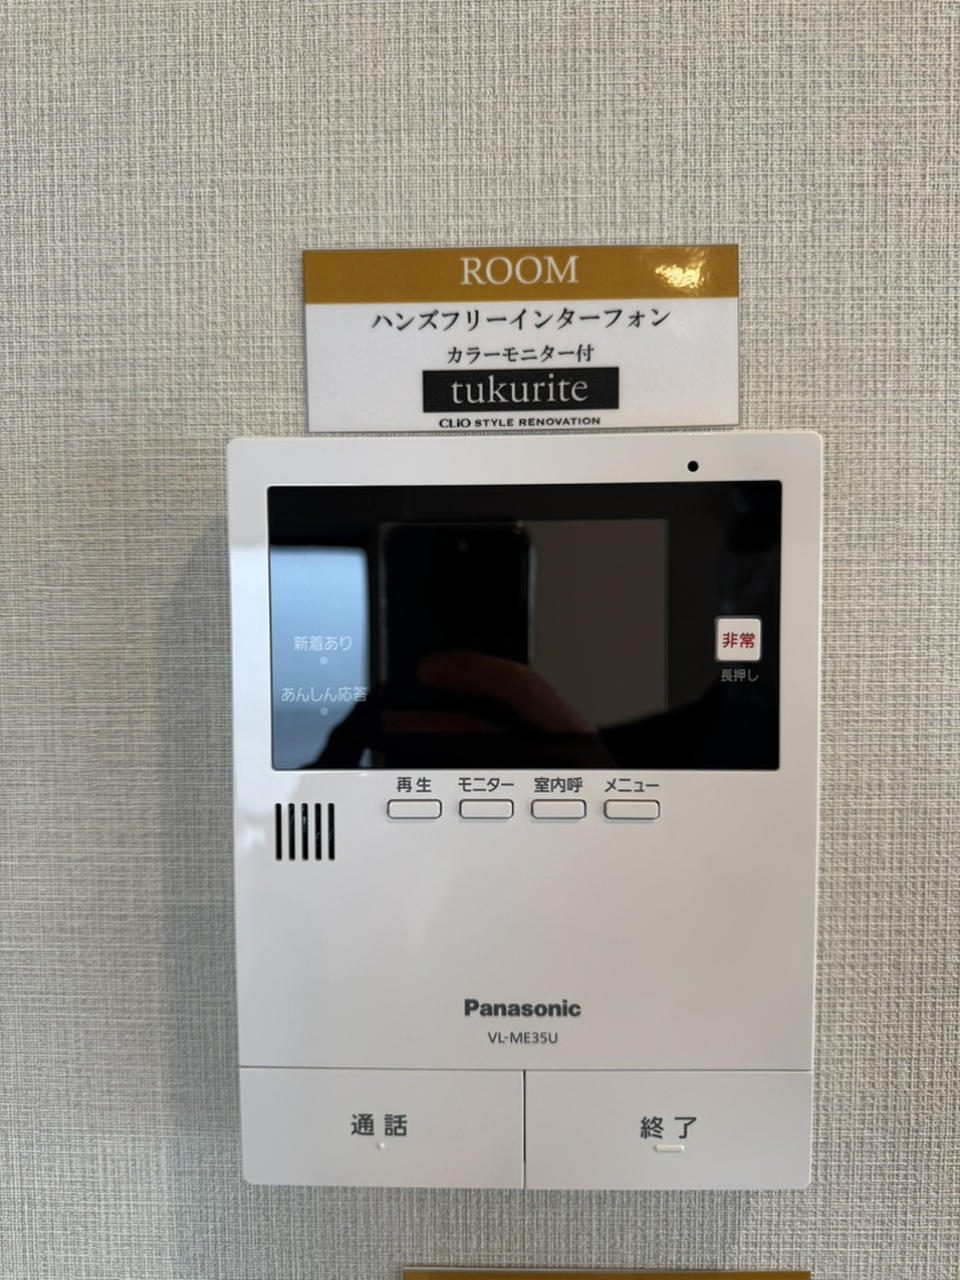 ROOM
ハンズフリーインターフォン
カラーモニター付
tukurite
CLiO STYLE RENOVATION
新着あり
あんしん応答
非常
長押し
再生 モニター 室内呼 メニュー
Panasonic
VL-ME35U
通話 終了